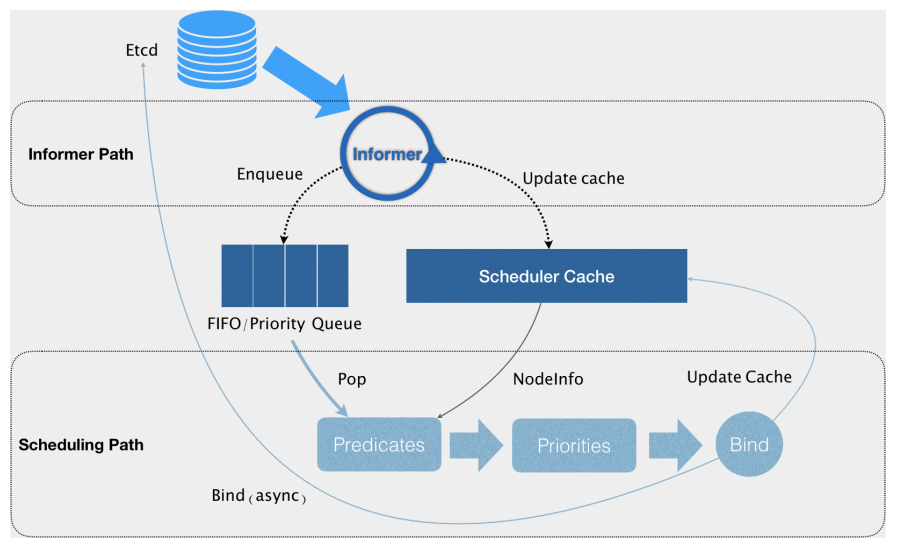 Etcd
Informer Path
Informer
Enqueue
Update cache
Scheduler Cache
FIFO/Priority Queue
Pop
NodeInfo
Update Cache
Scheduling Path
Predicates
Priorities
Bind
Bind (async)